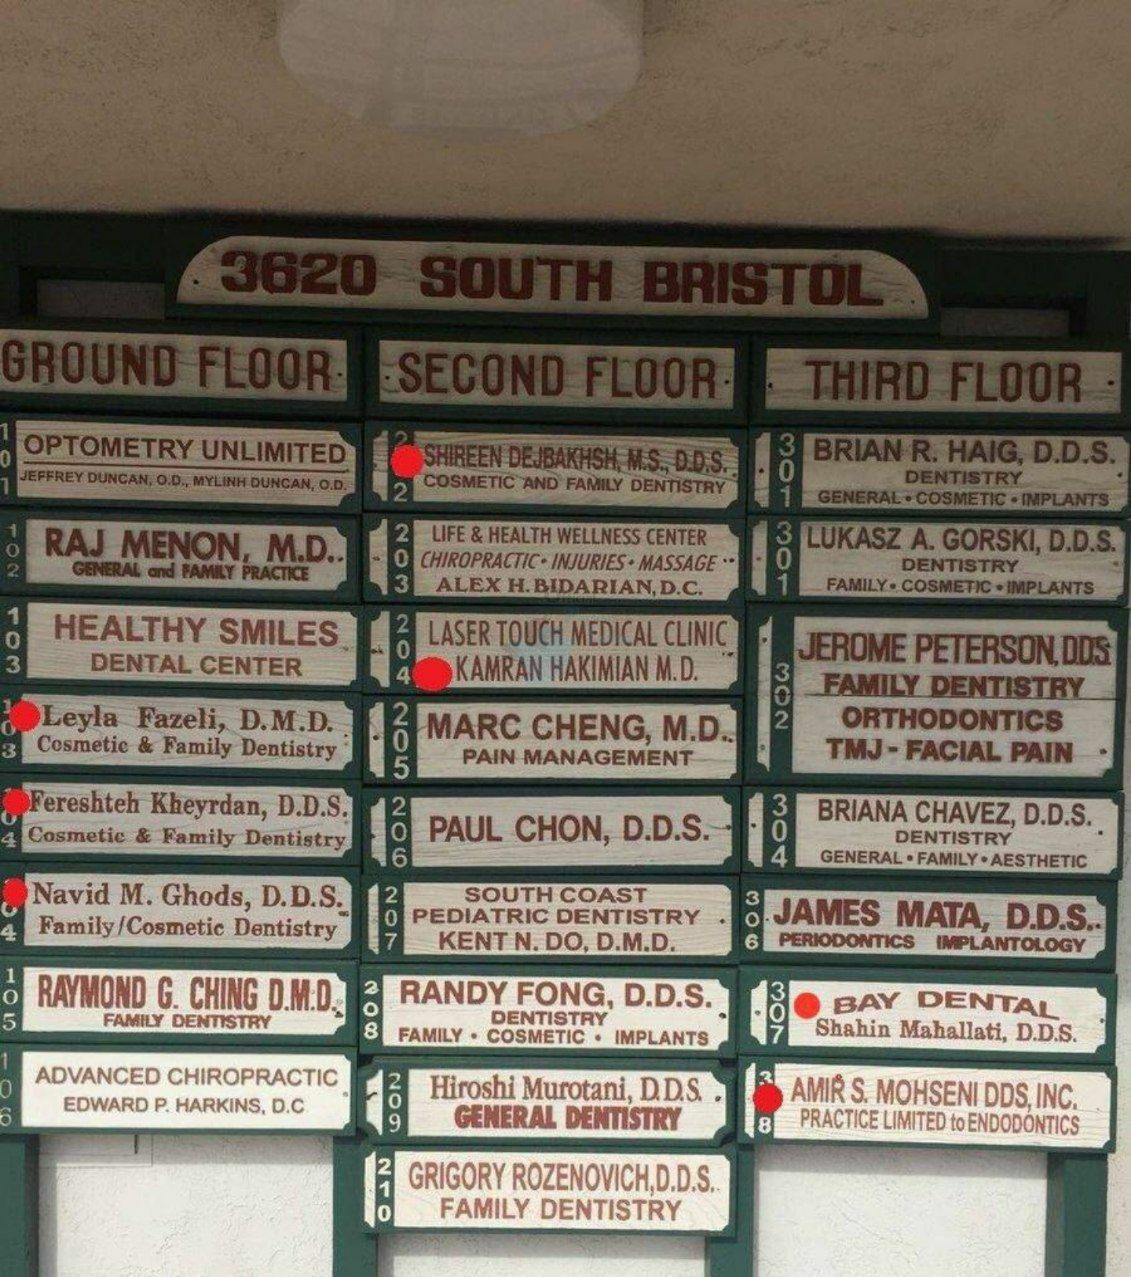 3620 SOUTH BRISTOL
GROUND FLOOR
101
OPTOMETRY UNLIMITED
JEFFREY DUNCAN, O.D., MYLINH DUNCAN, O.D.
102
RAJ MENON, M.D.
GENERAL and FAMILY PRACTICE
103
HEALTHY SMILES
DENTAL CENTER
103
Leyla Fazeli, D.M.D.
Cosmetic & Family Dentistry
04
Fereshteh Kheyrdan, D.D.S.
Cosmetic & Family Dentistry
04
Navid M. Ghods, D.D.S.
Family/Cosmetic Dentistry
105
RAYMOND G. CHING D.M.D.
FAMILY DENTISTRY
106
ADVANCED CHIROPRACTIC
EDWARD P. HARKINS, D.C
SECOND FLOOR
2 2
SHIREEN DEJBAKHSH, M.S., D.D.S.
COSMETIC AND FAMILY DENTISTRY
203
LIFE & HEALTH WELLNESS CENTER
CHIROPRACTIC • INJURIES • MASSAGE
ALEX H. BIDARIAN, D.C.
204
LASER TOUCH MEDICAL CLINIC
KAMRAN HAKIMIAN M.D.
205
MARC CHENG, M.D.
PAIN MANAGEMENT
206
PAUL CHON, D.D.S.
207
SOUTH COAST
PEDIATRIC DENTISTRY
KENT N. DO, D.M.D.
208
RANDY FONG, D.D.S.
DENTISTRY
FAMILY • COSMETIC • IMPLANTS
209
Hiroshi Murotani, D.D.S.
GENERAL DENTISTRY
210
GRIGORY ROZENOVICH, D.D.S.
FAMILY DENTISTRY
THIRD FLOOR
301
BRIAN R. HAIG, D.D.S.
DENTISTRY
GENERAL • COSMETIC • IMPLANTS
301
LUKASZ A. GORSKI, D.D.S.
DENTISTRY
FAMILY • COSMETIC • IMPLANTS
302
JEROME PETERSON, D.D.S.
FAMILY DENTISTRY
ORTHODONTICS
TMJ - FACIAL PAIN
304
BRIANA CHAVEZ, D.D.S.
DENTISTRY
GENERAL • FAMILY • AESTHETIC
306
JAMES MATA, D.D.S.
PERIODONTICS IMPLANTOLOGY
307
BAY DENTAL
Shahin Mahallati, D.D.S.
3 8
AMIR S. MOHSENI DDS, INC.
PRACTICE LIMITED to ENDODONTICS